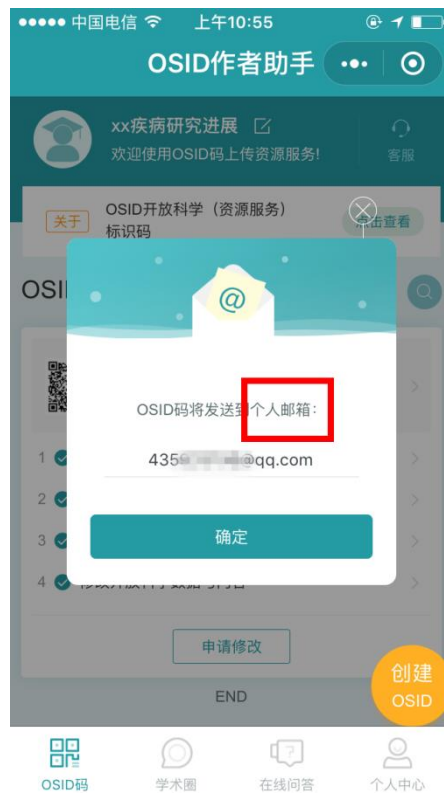 中国电信 上午10:55
OSID作者助手
xx疾病研究进展
欢迎使用OSID码上传资源服务!
客服
关于
OSID开放科学（资源服务）
标识码
点击查看
@
OSID码将发送到个人邮箱:
435 @qq.com
确定
1
2
3
4
申请修改
创建
OSID
END
OSID码
学术圈
?
在线问答
个人中心